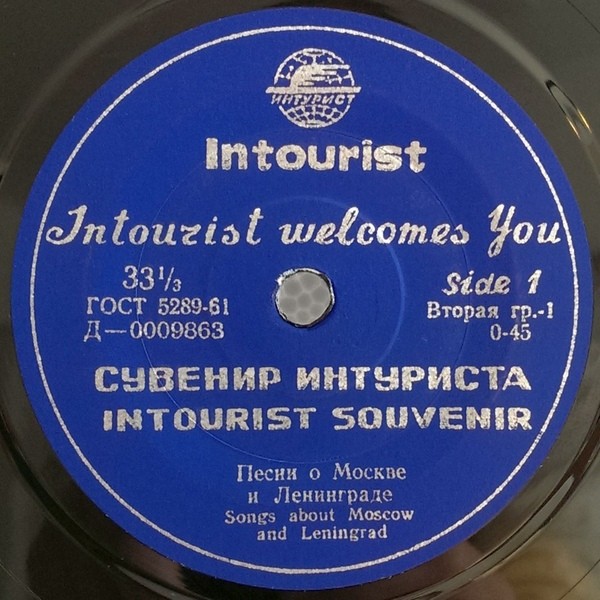 ИНТУРИСТ
Intourist
Intourist welcomes You
33⅓
ГОСТ 5289-61
Д—0009863
Side 1
Вторая гр.-1
0-45
СУВЕНИР ИНТУРИСТА
INTOURIST SOUVENIR
Песни о Москве
и Ленинграде
Songs about Moscow
and Leningrad